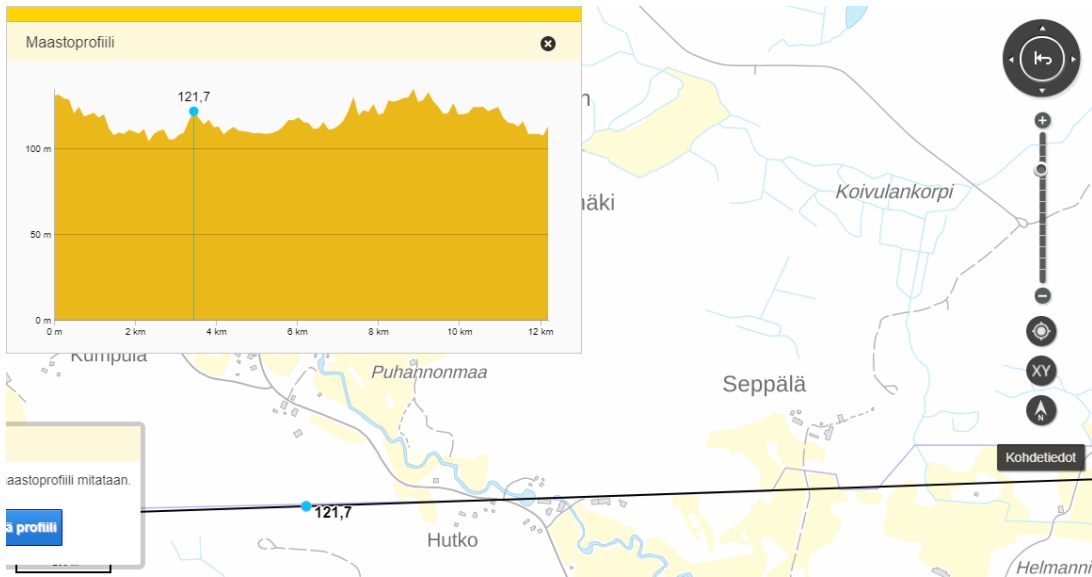 Maastoprofiili
121,7
100 m
50 m
0 m
0 m 2 km 4 km 6 km 8 km 10 km 12 km
mäki
Koivulankorpi
Kumpula
Puhannonmaa
Seppälä
XY
N
Kohdetiedot
aastoprofiili mitataan.
ä profiili
121,7
Hutko
Helmanni